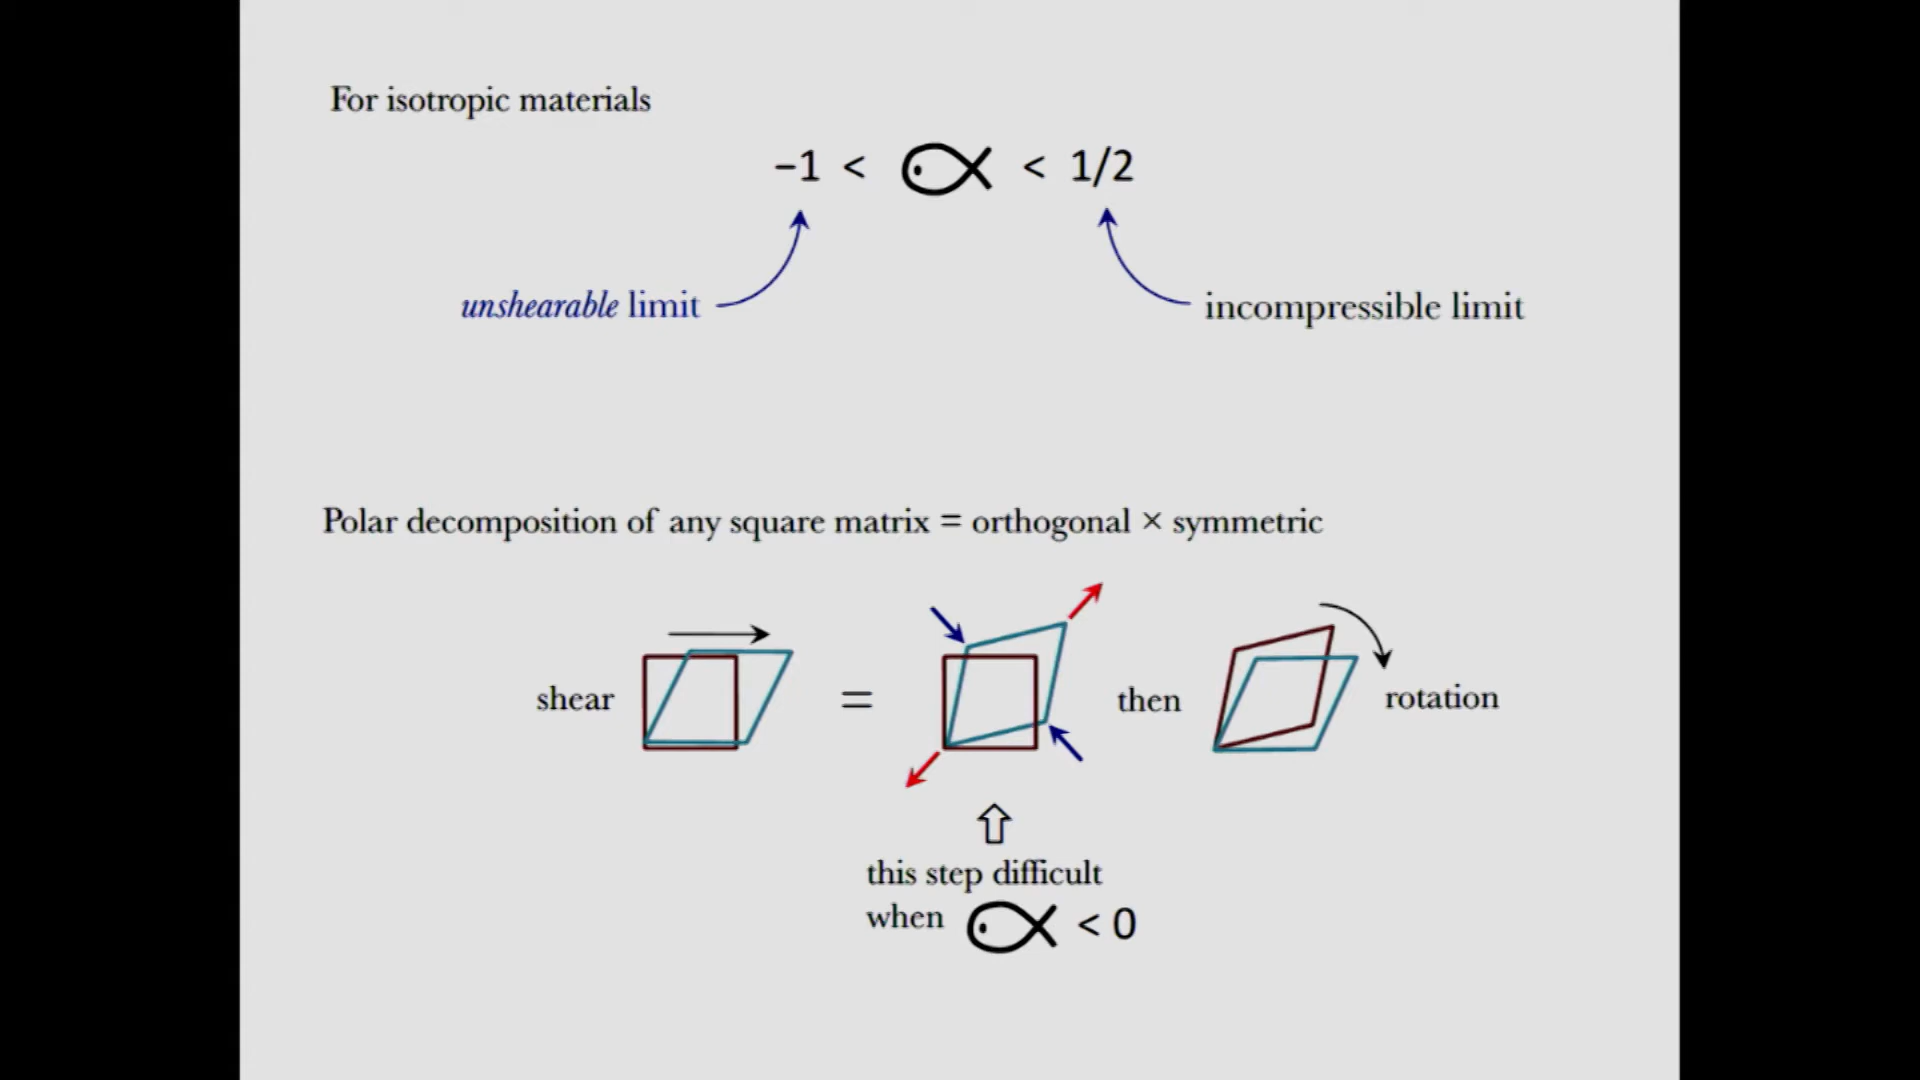 For isotropic materials
−1 < < 1/2
unshearable limit
incompressible limit
Polar decomposition of any square matrix = orthogonal × symmetric
shear = then rotation
this step difficult
when < 0